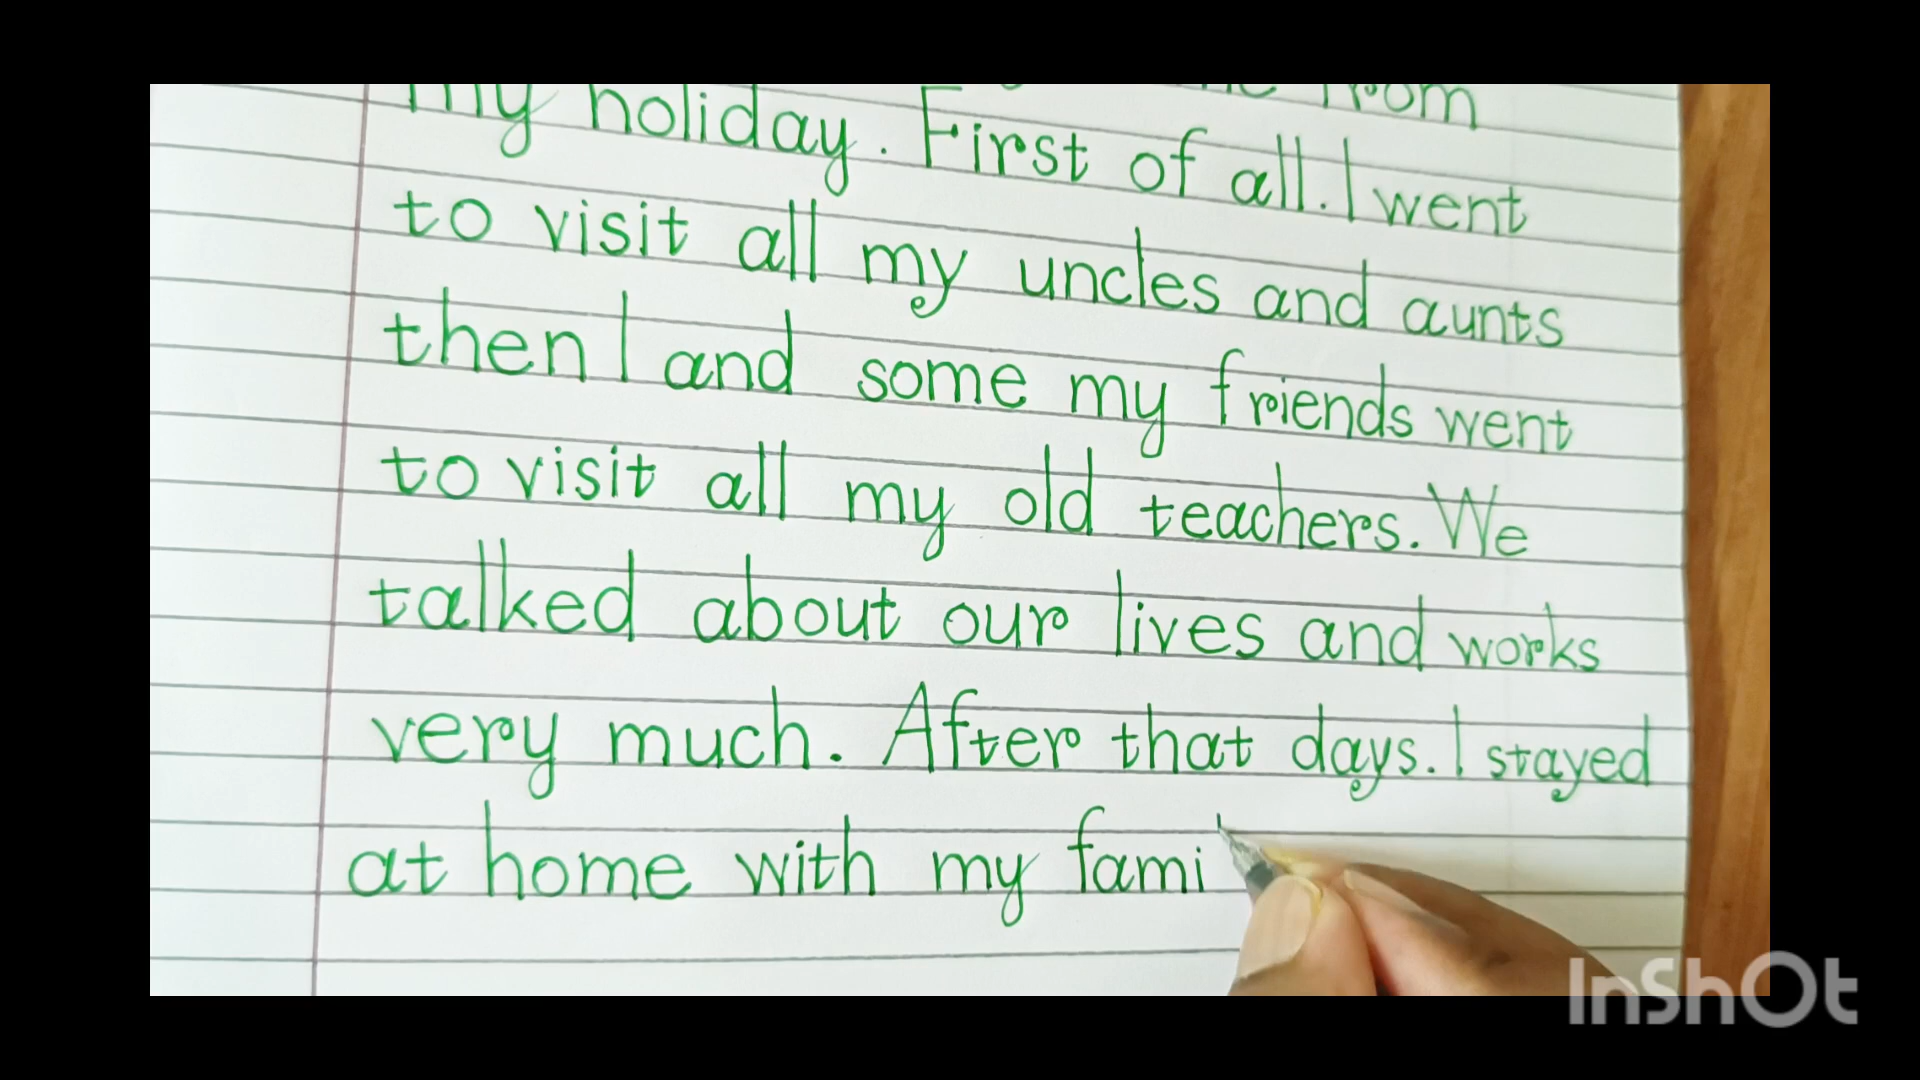 from
my holiday. First of all. I went
to visit all my uncles and aunts
then I and some my friends went
to visit all my old teachers. We
talked about our lives and works
very much. After that days. I stayed
at home with my fami
InShOt